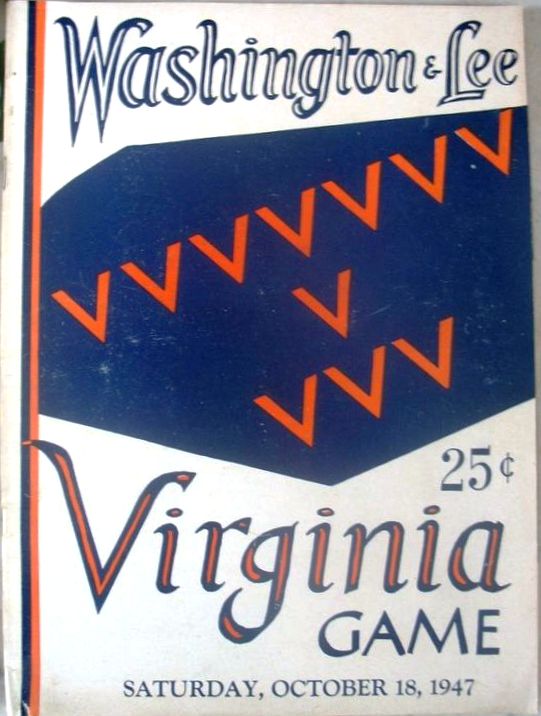 Washington & Lee
V V V V V V V
V
V V V
25¢
Virginia
GAME
SATURDAY, OCTOBER 18, 1947